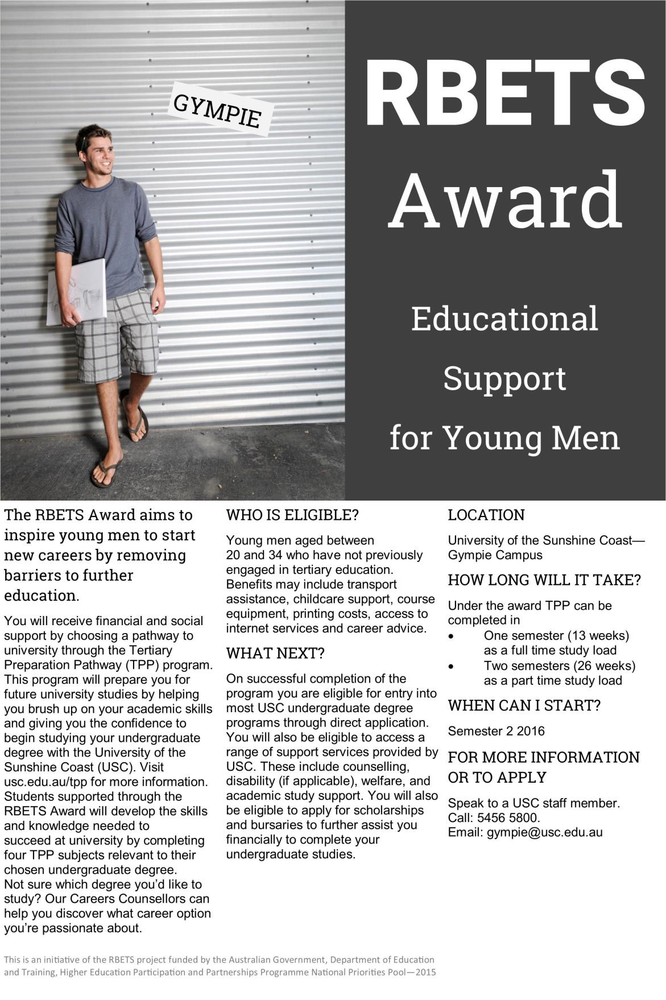 GYMPIE
RBETS
Award
Educational
Support
for Young Men
The RBETS Award aims to
inspire young men to start
new careers by removing
barriers to further
education.
You will receive financial and social
support by choosing a pathway to
university through the Tertiary
Preparation Pathway (TPP) program.
This program will prepare you for
future university studies by helping
you brush up on your academic skills
and giving you the confidence to
begin studying your undergraduate
degree with the University of the
Sunshine Coast (USC). Visit
usc.edu.au/tpp for more information.
Students supported through the
RBETS Award will develop the skills
and knowledge needed to
succeed at university by completing
four TPP subjects relevant to their
chosen undergraduate degree.
Not sure which degree you’d like to
study? Our Careers Counsellors can
help you discover what career option
you’re passionate about.
WHO IS ELIGIBLE?
Young men aged between
20 and 34 who have not previously
engaged in tertiary education.
Benefits may include transport
assistance, childcare support, course
equipment, printing costs, access to
internet services and career advice.
WHAT NEXT?
On successful completion of the
program you are eligible for entry into
most USC undergraduate degree
programs through direct application.
You will also be eligible to access a
range of support services provided by
USC. These include counselling,
disability (if applicable), welfare, and
academic study support. You will also
be eligible to apply for scholarships
and bursaries to further assist you
financially to complete your
undergraduate studies.
LOCATION
University of the Sunshine Coast—
Gympie Campus
HOW LONG WILL IT TAKE?
Under the award TPP can be
completed in
• One semester (13 weeks)
as a full time study load
• Two semesters (26 weeks)
as a part time study load
WHEN CAN I START?
Semester 2 2016
FOR MORE INFORMATION
OR TO APPLY
Speak to a USC staff member.
Call: 5456 5800.
Email: gympie@usc.edu.au
This is an initiative of the RBETS project funded by the Australian Government, Department of Education
and Training, Higher Education Participation and Partnerships Programme National Priorities Pool—2015